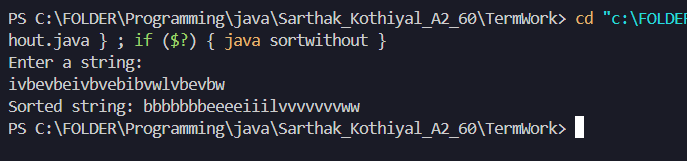 PS C:\FOLDER\Programming\java\Sarthak_Kothiyal_A2_60\TermWork> cd "c:\FOLDE
hout.java } ; if ($?) { java sortwithout }
Enter a string:
ivbevbeivbvebibvwlvbevbw
Sorted string: bbbbbbbeeeeiiilvvvvvvvww
PS C:\FOLDER\Programming\java\Sarthak_Kothiyal_A2_60\TermWork>